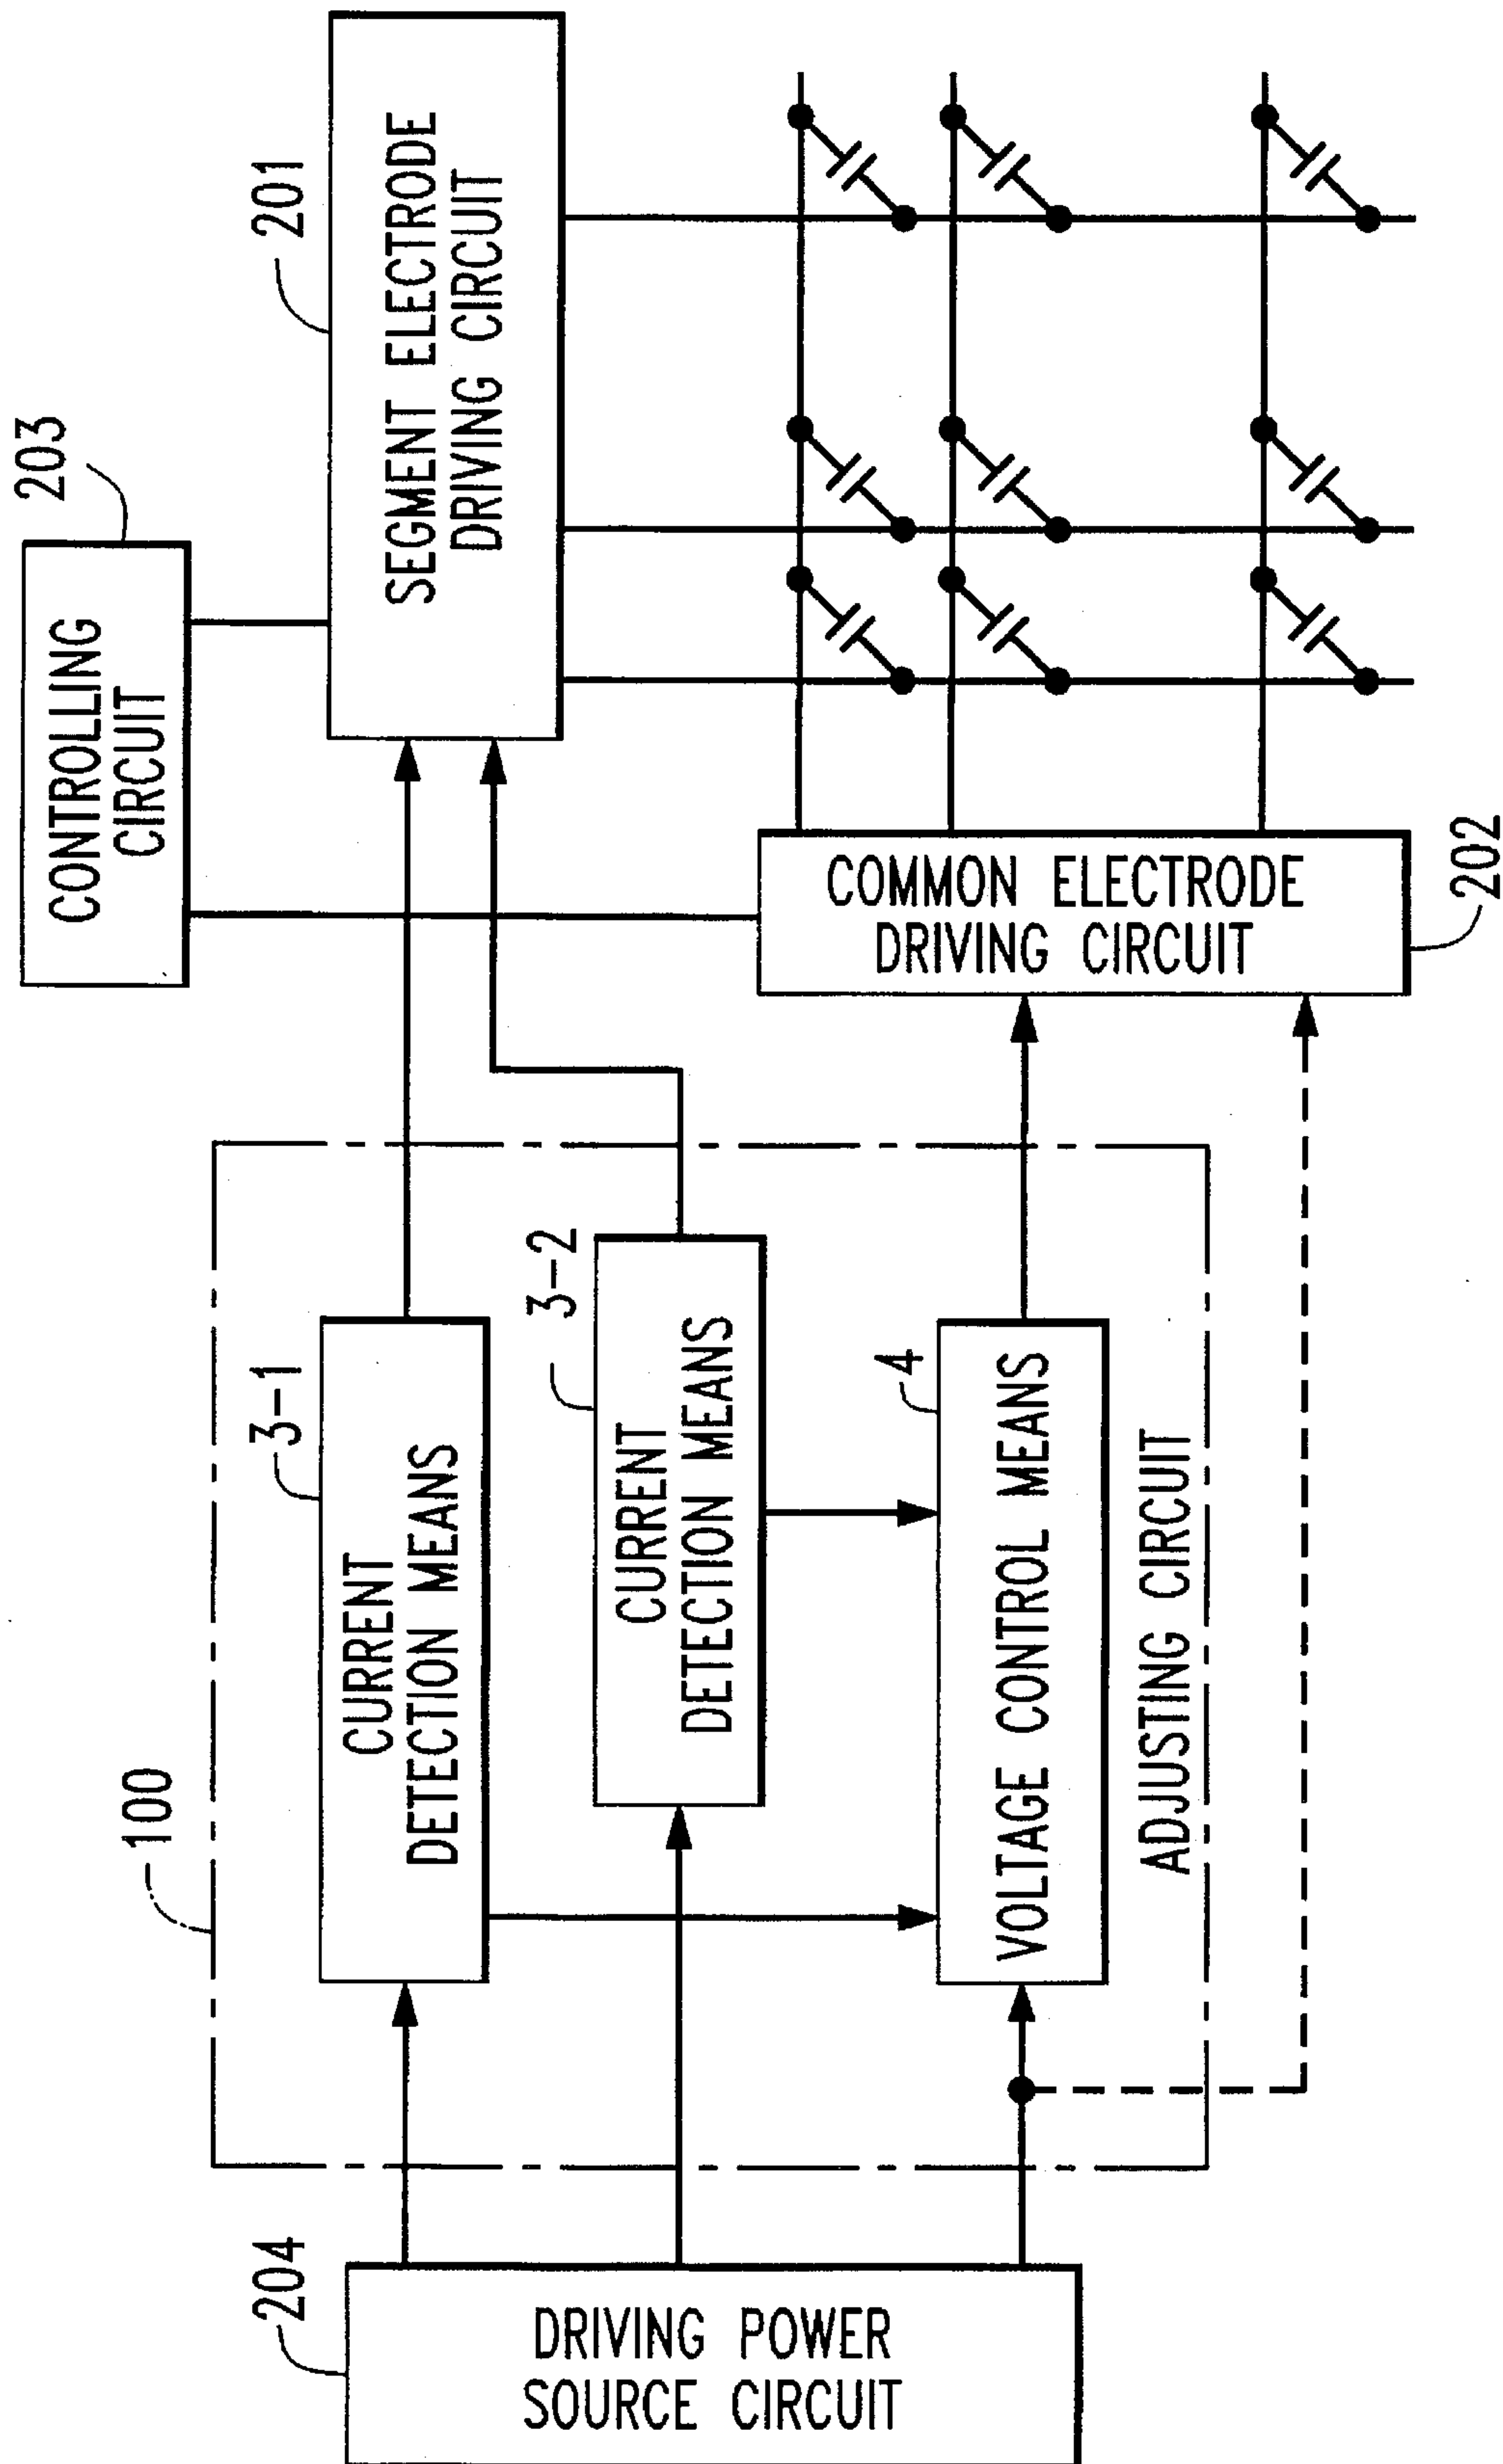 203
CONTROLLING
CIRCUIT
201
SEGMENT ELECTRODE
DRIVING CIRCUIT
100
3-1
CURRENT
DETECTION MEANS
3-2
CURRENT
DETECTION MEANS
4
VOLTAGE CONTROL MEANS
ADJUSTING CIRCUIT
204
DRIVING POWER
SOURCE CIRCUIT
COMMON ELECTRODE
DRIVING CIRCUIT
202